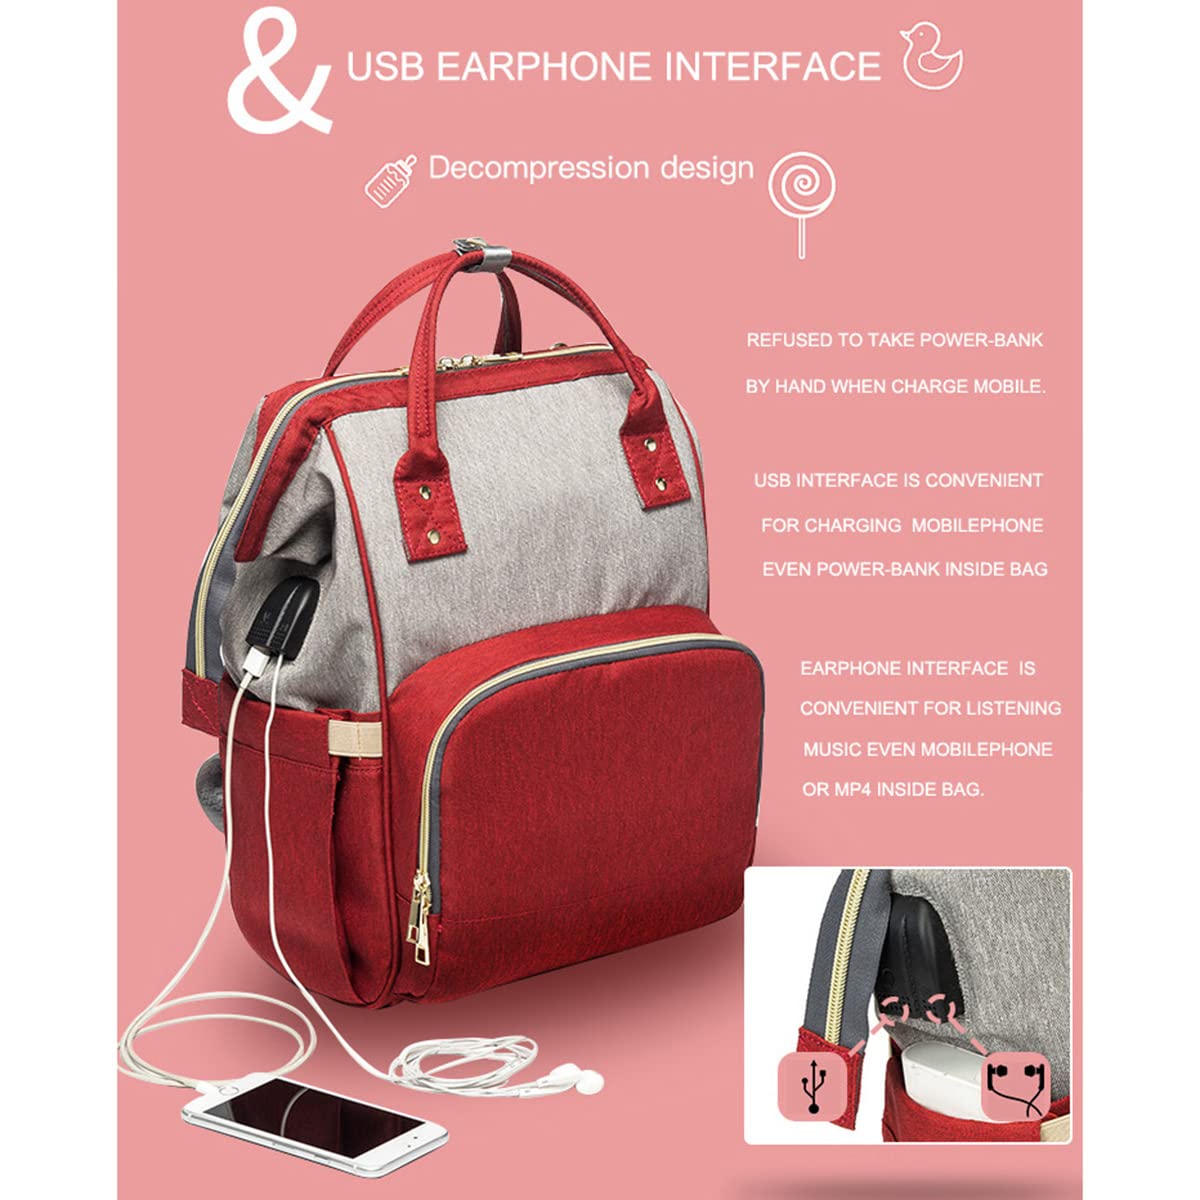 & USB EARPHONE INTERFACE
Decompression design
REFUSED TO TAKE POWER-BANK
BY HAND WHEN CHARGE MOBILE.
USB INTERFACE IS CONVENIENT
FOR CHARGING MOBILEPHONE
EVEN POWER-BANK INSIDE BAG
EARPHONE INTERFACE IS
CONVENIENT FOR LISTENING
MUSIC EVEN MOBILEPHONE
OR MP4 INSIDE BAG.